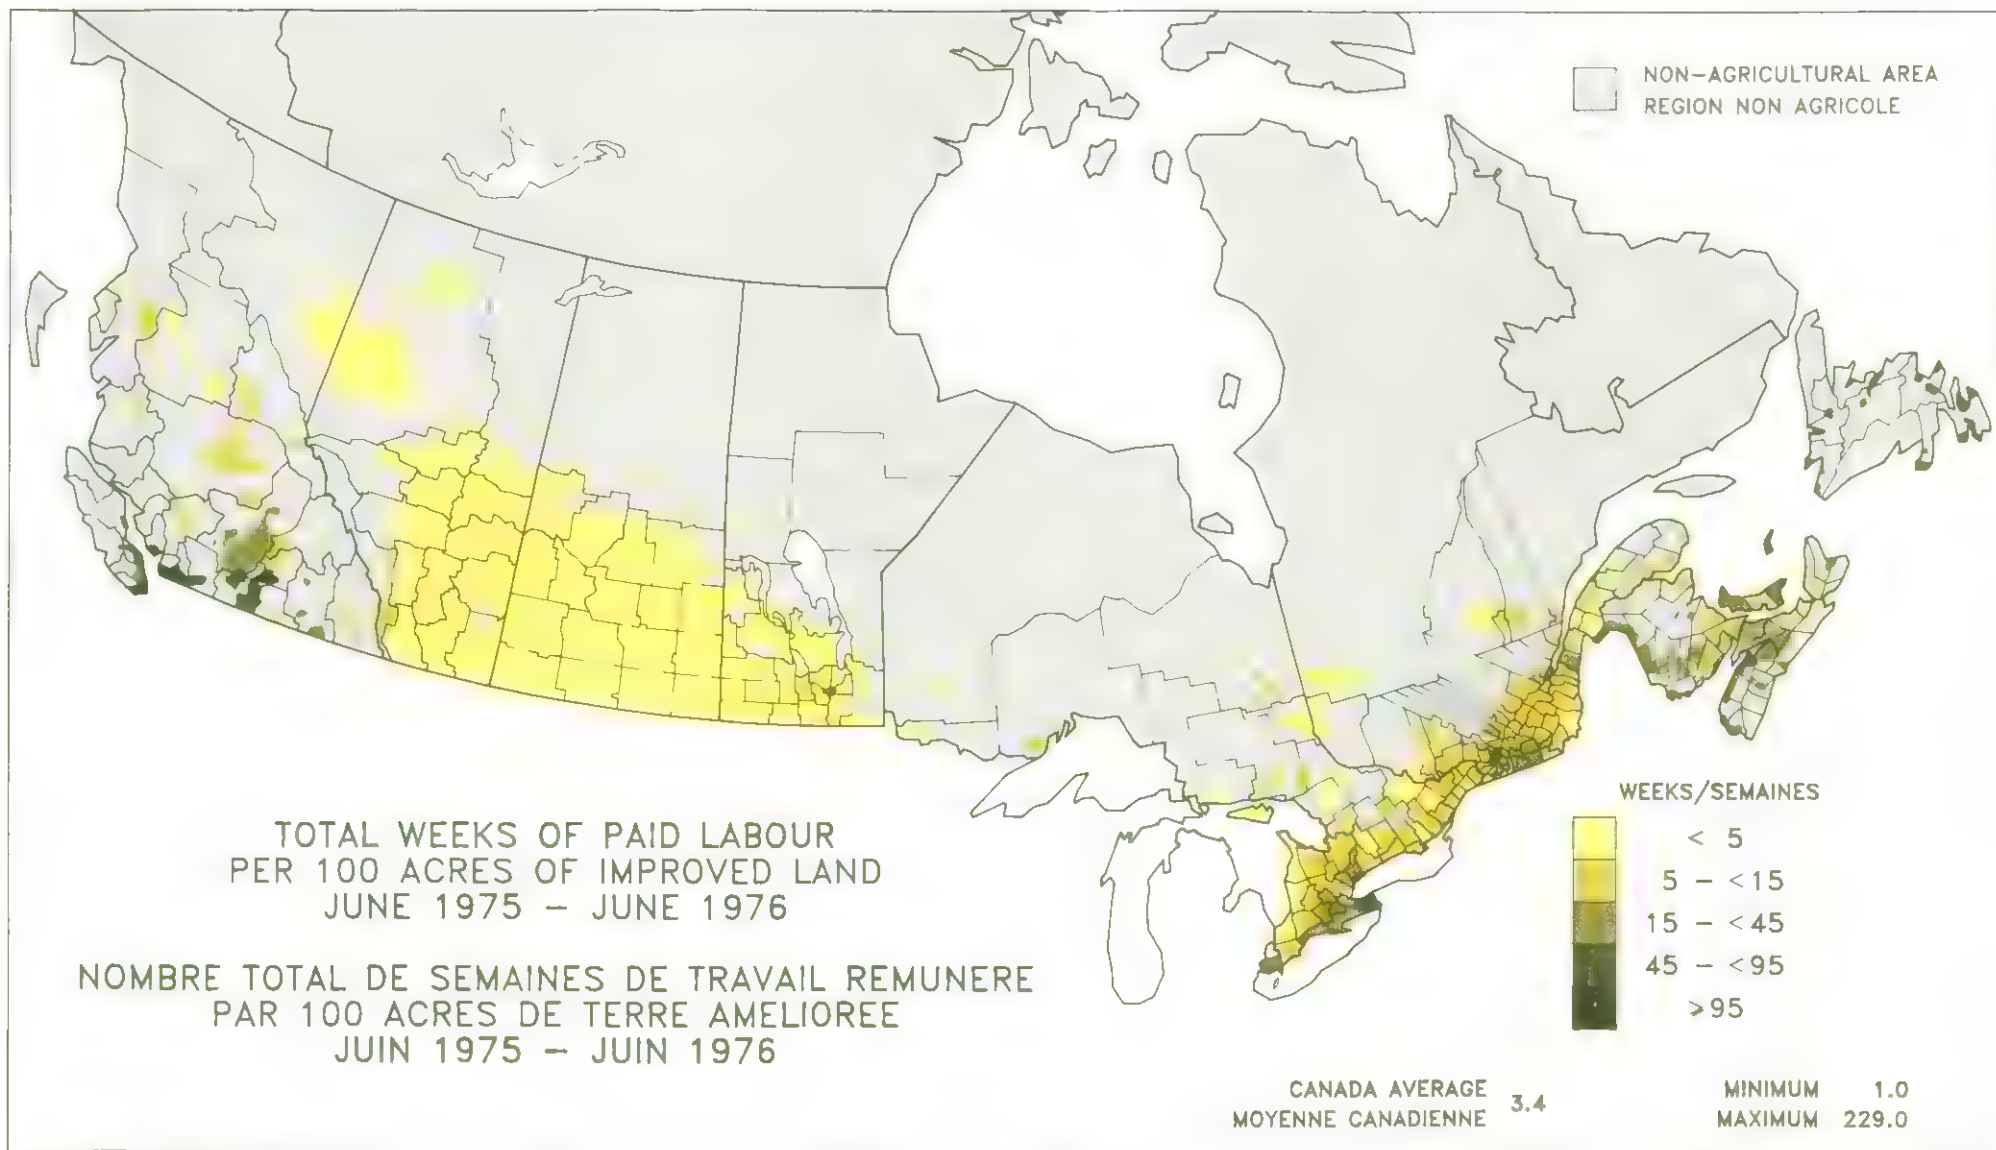 NON-AGRICULTURAL AREA
REGION NON AGRICOLE
TOTAL WEEKS OF PAID LABOUR
PER 100 ACRES OF IMPROVED LAND
JUNE 1975 - JUNE 1976
NOMBRE TOTAL DE SEMAINES DE TRAVAIL REMUNERE
PAR 100 ACRES DE TERRE AMELIOREE
JUIN 1975 - JUIN 1976
WEEKS/SEMAINES
< 5
5 - <15
15 - <45
45 - <95
≥95
CANADA AVERAGE
MOYENNE CANADIENNE 3.4
MINIMUM 1.0
MAXIMUM 229.0